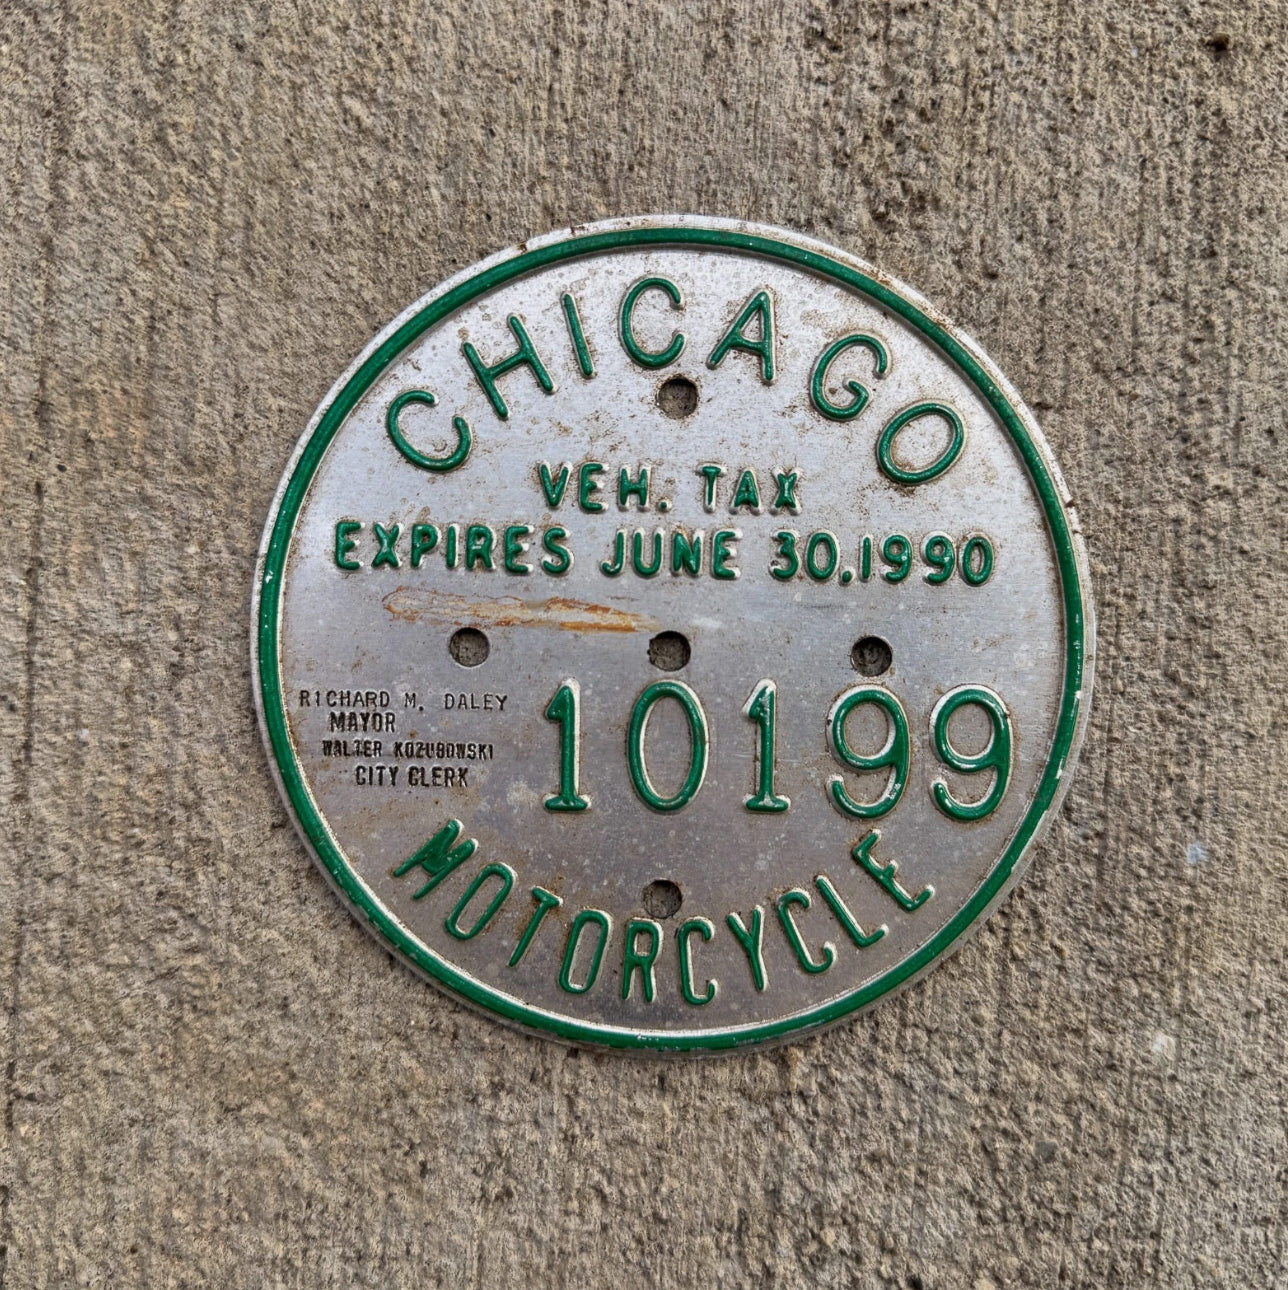 CHICAGO
VEH. TAX
EXPIRES JUNE 30,1990
RICHARD M. DALEY
MAYOR
WALTER KOZUBOWSKI
CITY CLERK
10199
MOTORCYCLE